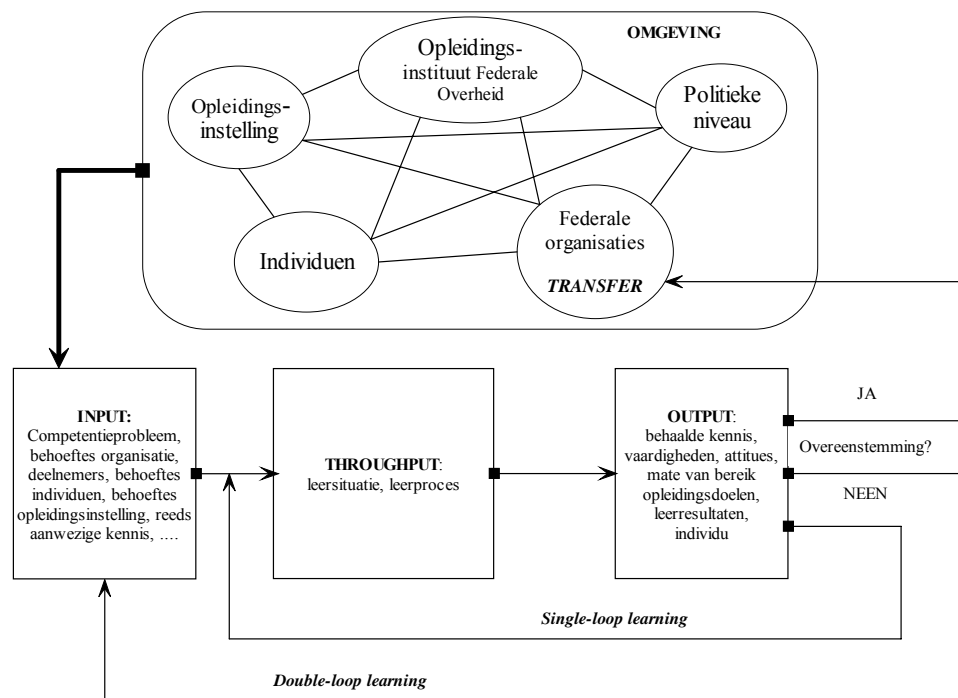 OMGEVING
Opleidings-
instituut Federale
Overheid
Opleidings-
instelling
Politieke
niveau
Individuen
Federale
organisaties
TRANSFER
INPUT:
Competentieprobleem,
behoeftes organisatie,
deelnemers, behoeftes
individuen, behoeftes
opleidingsinstelling, reeds
aanwezige kennis, ….
THROUGHPUT:
leersituatie, leerproces
OUTPUT:
behaalde kennis,
vaardigheden, attitues,
mate van bereik
opleidingsdoelen,
leerresultaten,
individu
JA
Overeenstemming?
NEEN
Single-loop learning
Double-loop learning